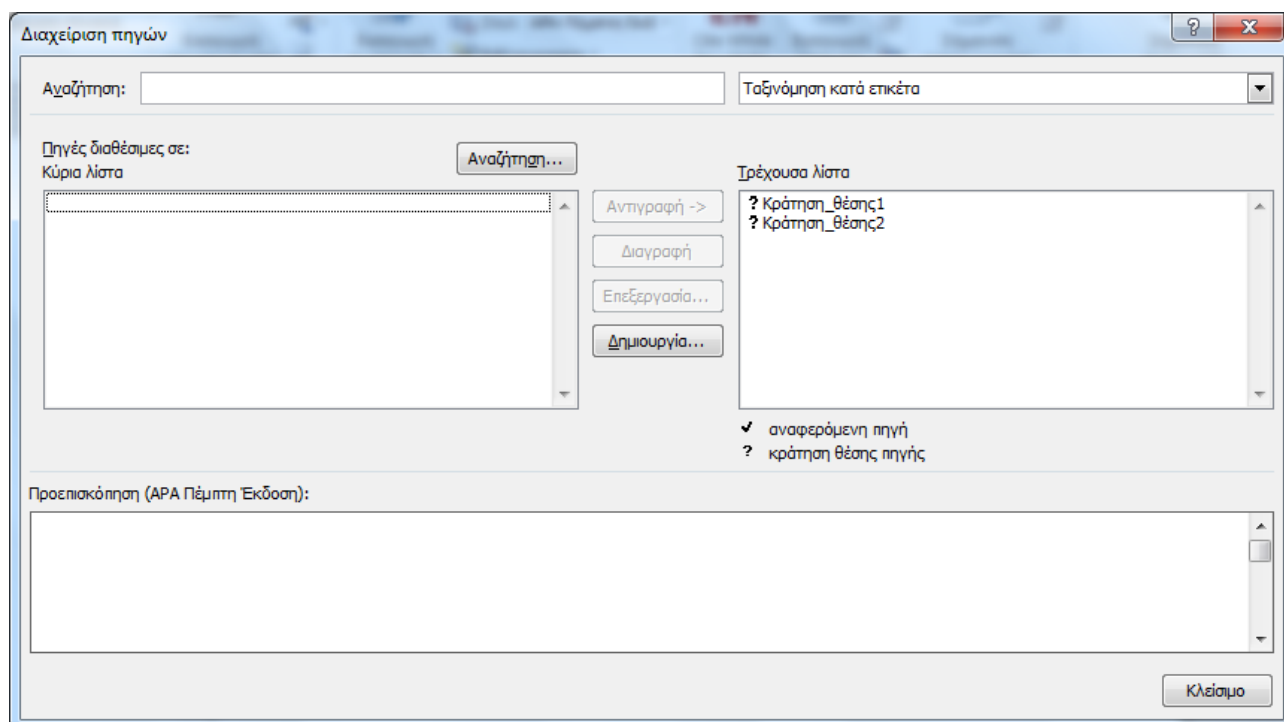 Διαχείριση πηγών
Αναζήτηση:
Ταξινόμηση κατά ετικέτα
Πηγές διαθέσιμες σε:
Αναζήτηση...
Κύρια λίστα
Τρέχουσα λίστα
Αντιγραφή ->
? Κράτηση_θέσης1
? Κράτηση_θέσης2
Διαγραφή
Επεξεργασία...
Δημιουργία...
✔ αναφερόμενη πηγή
? κράτηση θέσης πηγής
Προεπισκόπηση (APA Πέμπτη Έκδοση):
Κλείσιμο